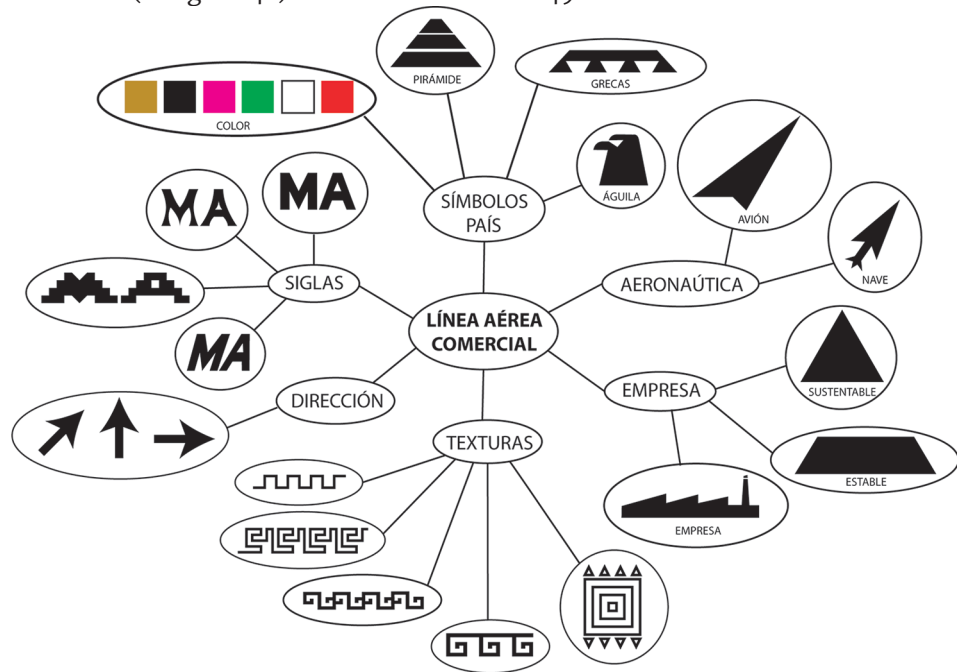 PIRÁMIDE
GRECAS
COLOR
ÁGUILA
AVIÓN
SÍMBOLOS
PAÍS
MA
MA
NAVE
SIGLAS
AERONAÚTICA
MA
LÍNEA AÉREA
COMERCIAL
MA
SUSTENTABLE
EMPRESA
DIRECCIÓN
TEXTURAS
ESTABLE
EMPRESA